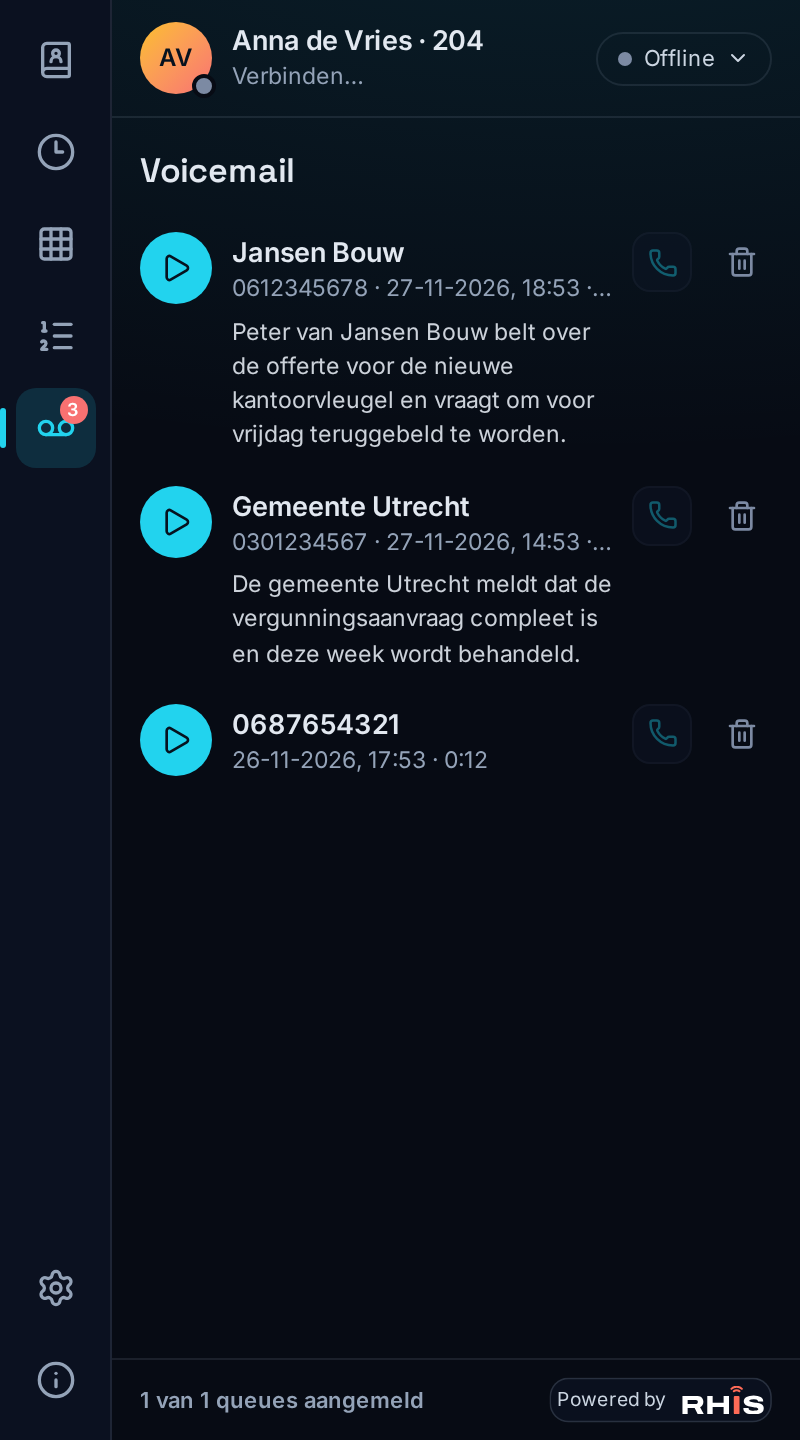 AV
Anna de Vries · 204
Verbinden...
Offline
Voicemail
Jansen Bouw
0612345678 · 27-11-2026, 18:53 ·...
Peter van Jansen Bouw belt over
de offerte voor de nieuwe
kantoorvleugel en vraagt om voor
vrijdag teruggebeld te worden.
3
Gemeente Utrecht
0301234567 · 27-11-2026, 14:53 ·...
De gemeente Utrecht meldt dat de
vergunningsaanvraag compleet is
en deze week wordt behandeld.
0687654321
26-11-2026, 17:53 · 0:12
1 van 1 queues aangemeld
Powered by RHiS